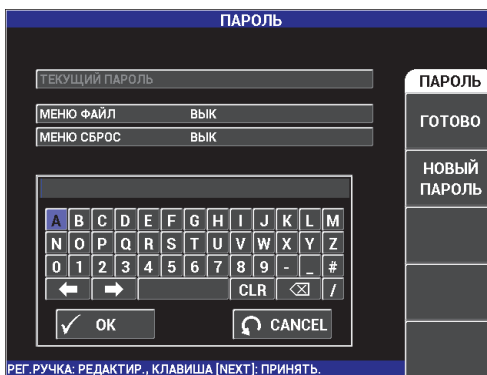 ПАРОЛЬ
ТЕКУЩИЙ ПАРОЛЬ
МЕНЮ ФАЙЛ ВЫК
МЕНЮ СБРОС ВЫК
A B C D E F G H I J K L M
N O P Q R S T U V W X Y Z
0 1 2 3 4 5 6 7 8 9 - _ #
CLR /
OK CANCEL
ПАРОЛЬ
ГОТОВО
НОВЫЙ
ПАРОЛЬ
РЕГ.РУЧКА: РЕДАКТИР., КЛАВИША [NEXT]: ПРИНЯТЬ.